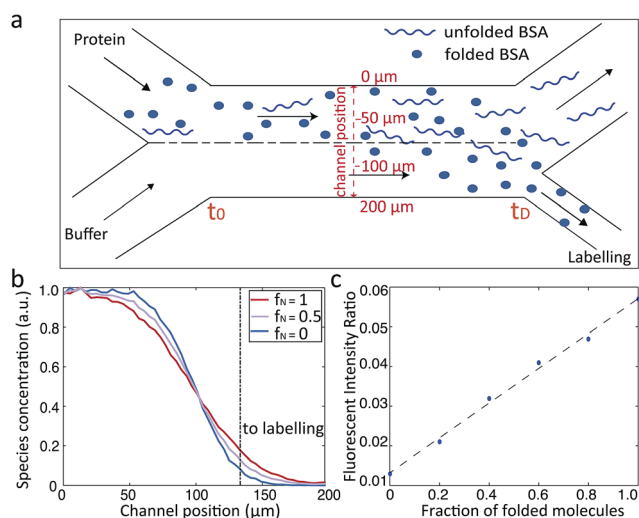 a
Protein
unfolded BSA
folded BSA
0 µm
-50 µm
channel position
-100 µm
200 µm
t0
tD
Buffer
Labelling
b
Species concentration (a.u.)
1
0.8
0.6
0.4
0.2
0
0
50
100
150
200
fN = 1
fN = 0.5
fN = 0
to labelling
Channel position (µm)
c
Fluorescent Intensity Ratio
0.06
0.05
0.04
0.03
0.02
0.01
0
0.2
0.4
0.6
0.8
1.0
Fraction of folded molecules